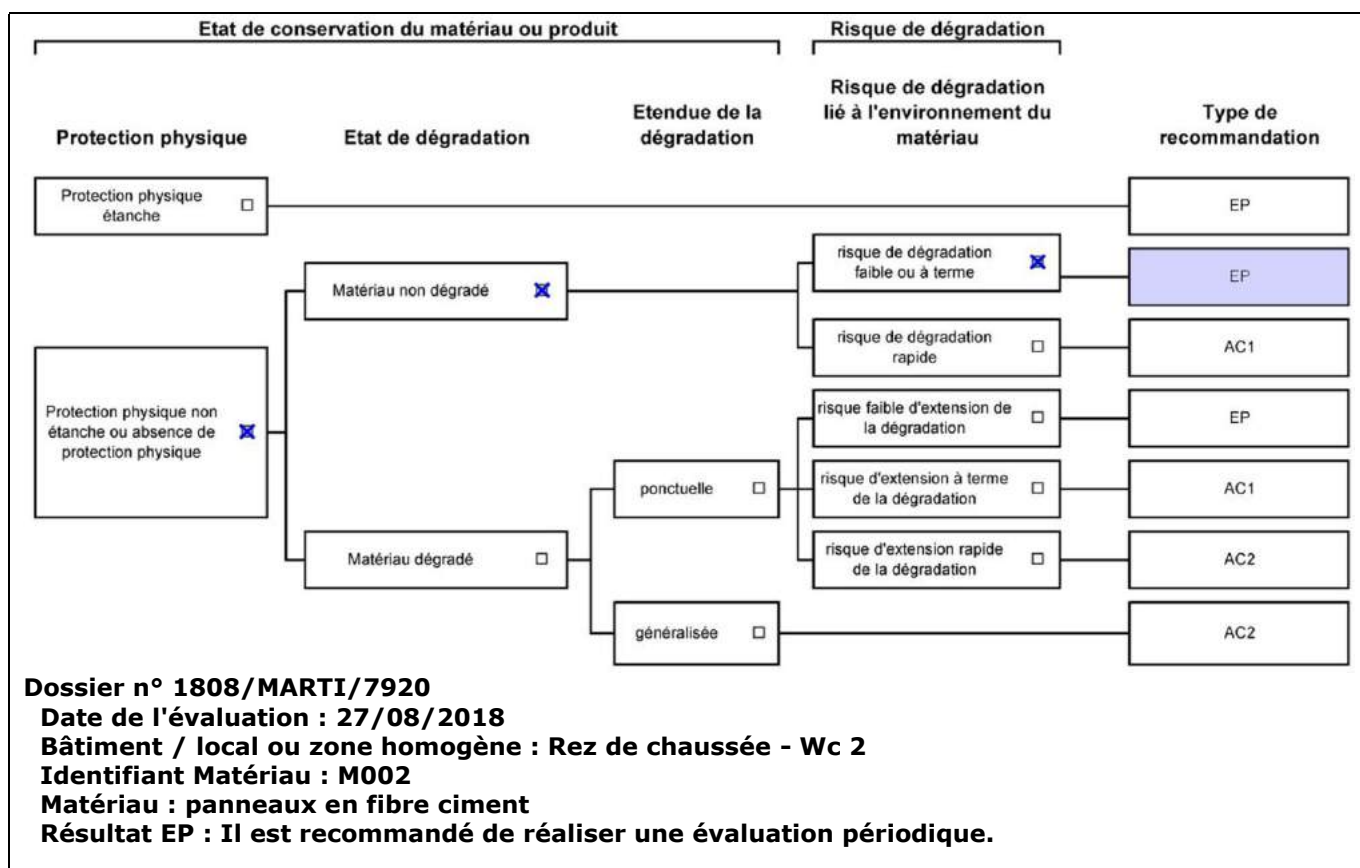 Etat de conservation du matériau ou produit
Risque de dégradation
Protection physique
Etat de dégradation
Etendue de la
dégradation
Risque de dégradation
lié à l'environnement du
matériau
Type de
recommandation
Protection physique
étanche
EP
risque de dégradation
faible ou à terme
EP
Matériau non dégradé
risque de dégradation
rapide
AC1
Protection physique non
étanche ou absence de
protection physique
risque faible d'extension de
la dégradation
EP
ponctuelle
risque d'extension à terme
de la dégradation
AC1
Matériau dégradé
risque d'extension rapide
de la dégradation
AC2
généralisée
AC2
Dossier n° 1808/MARTI/7920
Date de l'évaluation : 27/08/2018
Bâtiment / local ou zone homogène : Rez de chaussée - Wc 2
Identifiant Matériau : M002
Matériau : panneaux en fibre ciment
Résultat EP : Il est recommandé de réaliser une évaluation périodique.